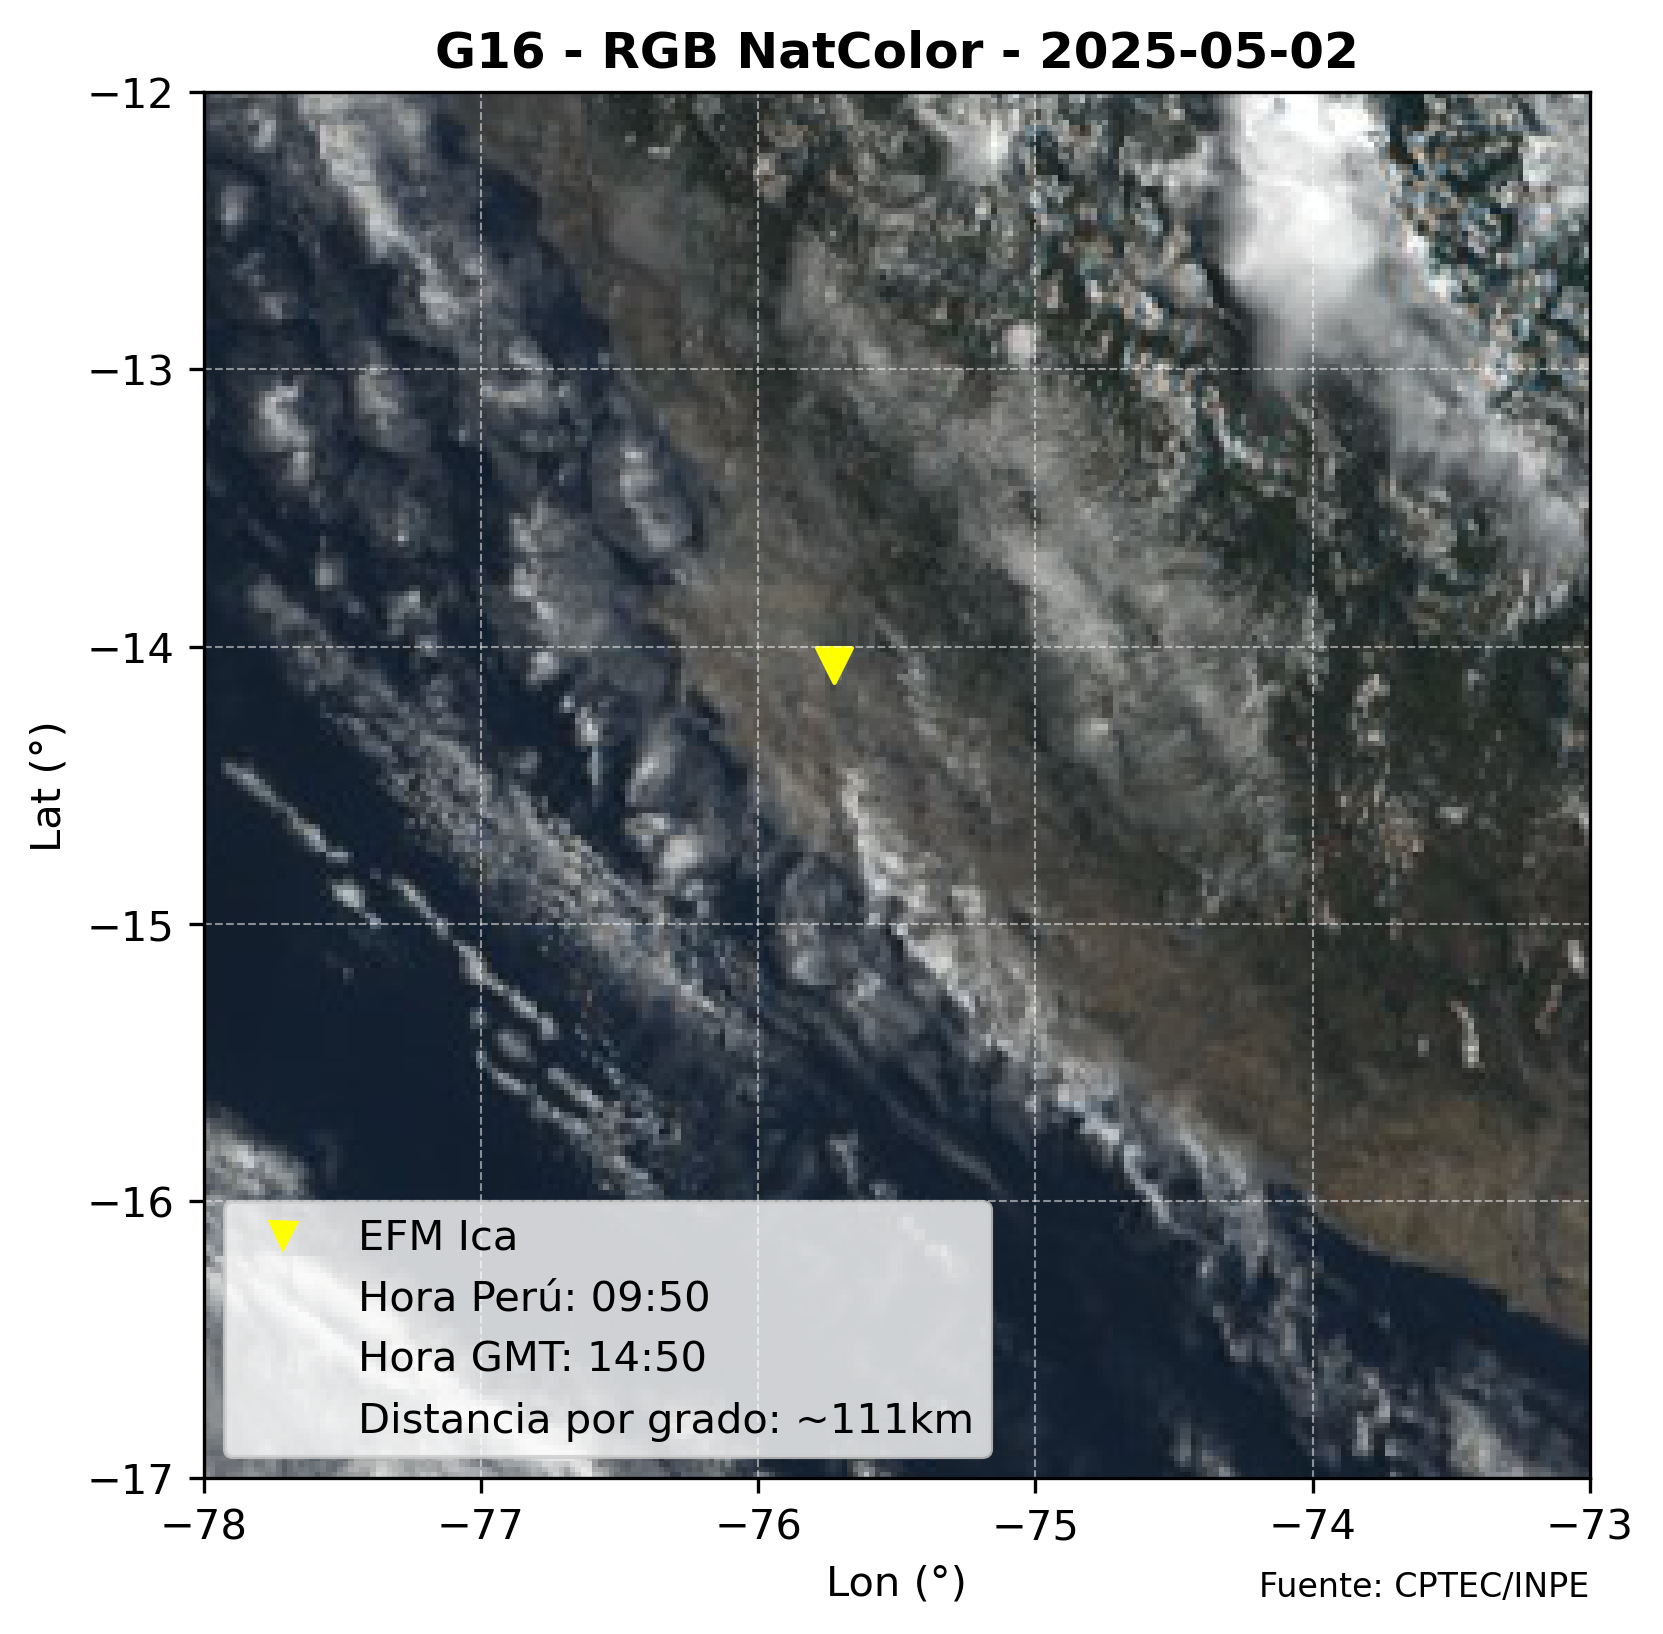 G16 - RGB NatColor - 2025-05-02
−12
−13
−14
−15
−16
−17
Lat (°)
EFM Ica
Hora Perú: 09:50
Hora GMT: 14:50
Distancia por grado: ~111km
−78 −77 −76 −75 −74 −73
Lon (°)
Fuente: CPTEC/INPE